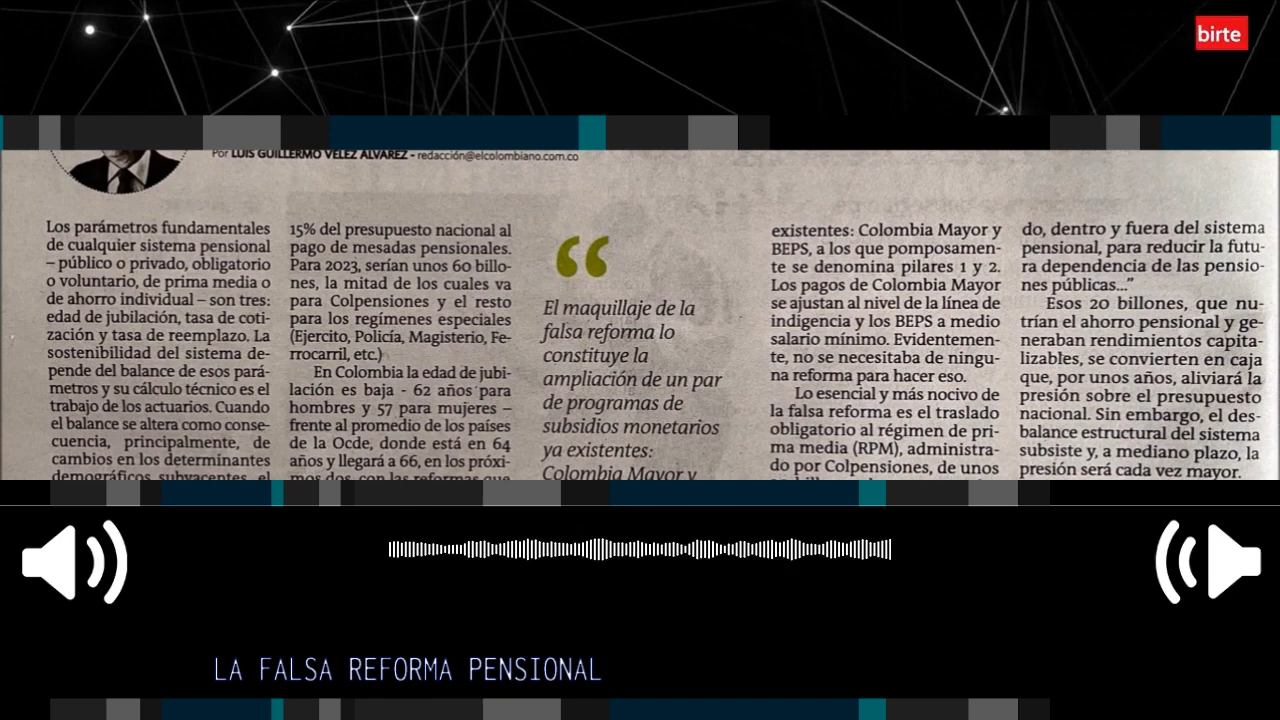 birte
Por LUIS GUILLERMO VÉLEZ ÁLVAREZ - redacción@elcolombiano.com.co
Los parámetros fundamentales
de cualquier sistema pensional
– público o privado, obligatorio
o voluntario, de prima media o
de ahorro individual – son tres:
edad de jubilación, tasa de coti-
zación y tasa de reemplazo. La
sostenibilidad del sistema de-
pende del balance de esos pará-
metros y su cálculo técnico es el
trabajo de los actuarios. Cuando
el balance se altera como conse-
cuencia, principalmente, de
cambios en los determinantes
demográficos subyacentes, el
15% del presupuesto nacional al
pago de mesadas pensionales.
Para 2023, serían unos 60 billo-
nes, la mitad de los cuales va
para Colpensiones y el resto
para los regímenes especiales
(Ejercito, Policía, Magisterio, Fe-
rrocarril, etc.)
En Colombia la edad de jubi-
lación es baja - 62 años para
hombres y 57 para mujeres –
frente al promedio de los países
de la Ocde, donde está en 64
años y llegará a 66, en los próxi-
mos dos, con las reformas que
“
El maquillaje de la
falsa reforma lo
constituye la
ampliación de un par
de programas de
subsidios monetarios
ya existentes:
Colombia Mayor y
existentes: Colombia Mayor y
BEPS, a los que pomposamen-
te se denomina pilares 1 y 2.
Los pagos de Colombia Mayor
se ajustan al nivel de la línea de
indigencia y los BEPS a medio
salario mínimo. Evidentemen-
te, no se necesitaba de ningu-
na reforma para hacer eso.
Lo esencial y más nocivo de
la falsa reforma es el traslado
obligatorio al régimen de pri-
ma media (RPM), administra-
do por Colpensiones, de unos
do, dentro y fuera del sistema
pensional, para reducir la futu-
ra dependencia de las pensio-
nes públicas...”
Esos 20 billones, que nu-
trían el ahorro pensional y ge-
neraban rendimientos capita-
lizables, se convierten en caja
que, por unos años, aliviará la
presión sobre el presupuesto
nacional. Sin embargo, el des-
balance estructural del sistema
subsiste y, a mediano plazo, la
presión será cada vez mayor.
LA FALSA REFORMA PENSIONAL